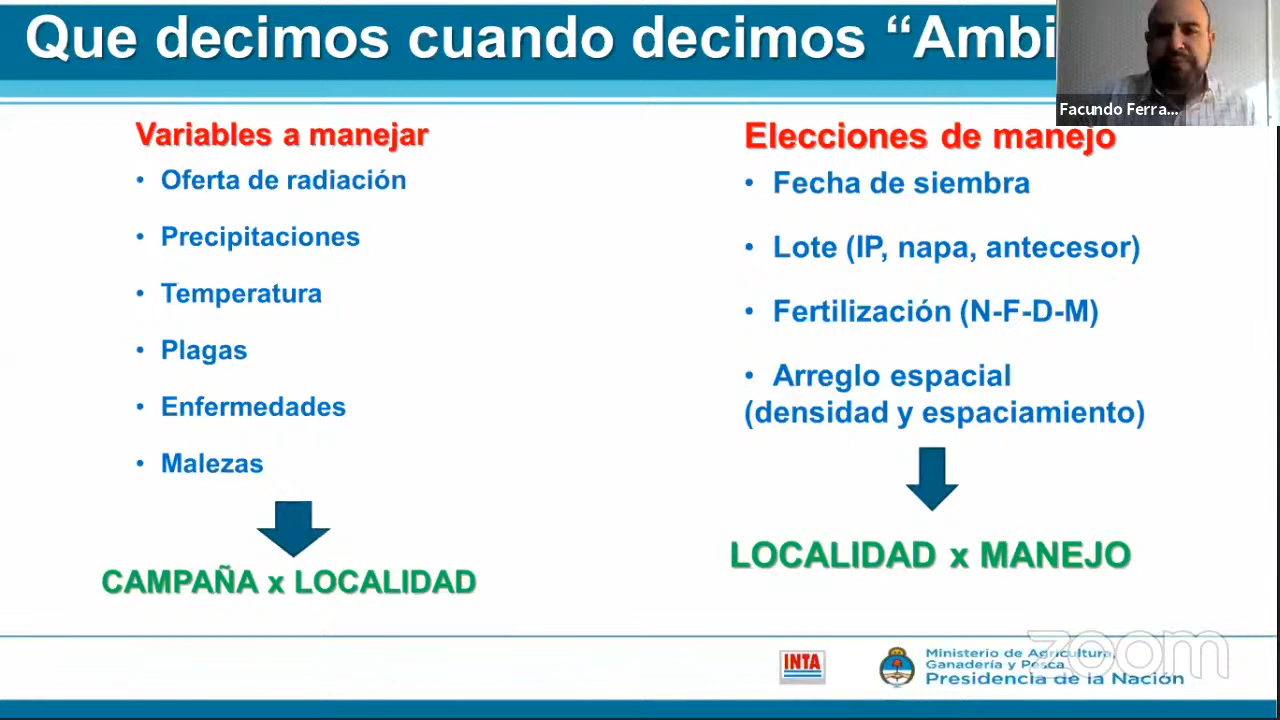 Que decimos cuando decimos “Ambi
Facundo Ferra...
Variables a manejar
• Oferta de radiación
• Precipitaciones
• Temperatura
• Plagas
• Enfermedades
• Malezas
CAMPAÑA x LOCALIDAD
Elecciones de manejo
• Fecha de siembra
• Lote (IP, napa, antecesor)
• Fertilización (N-F-D-M)
• Arreglo espacial
(densidad y espaciamiento)
LOCALIDAD x MANEJO
INTA
Ministerio de Agricultura,
Ganadería y Pesca
Presidencia de la Nación
zoom